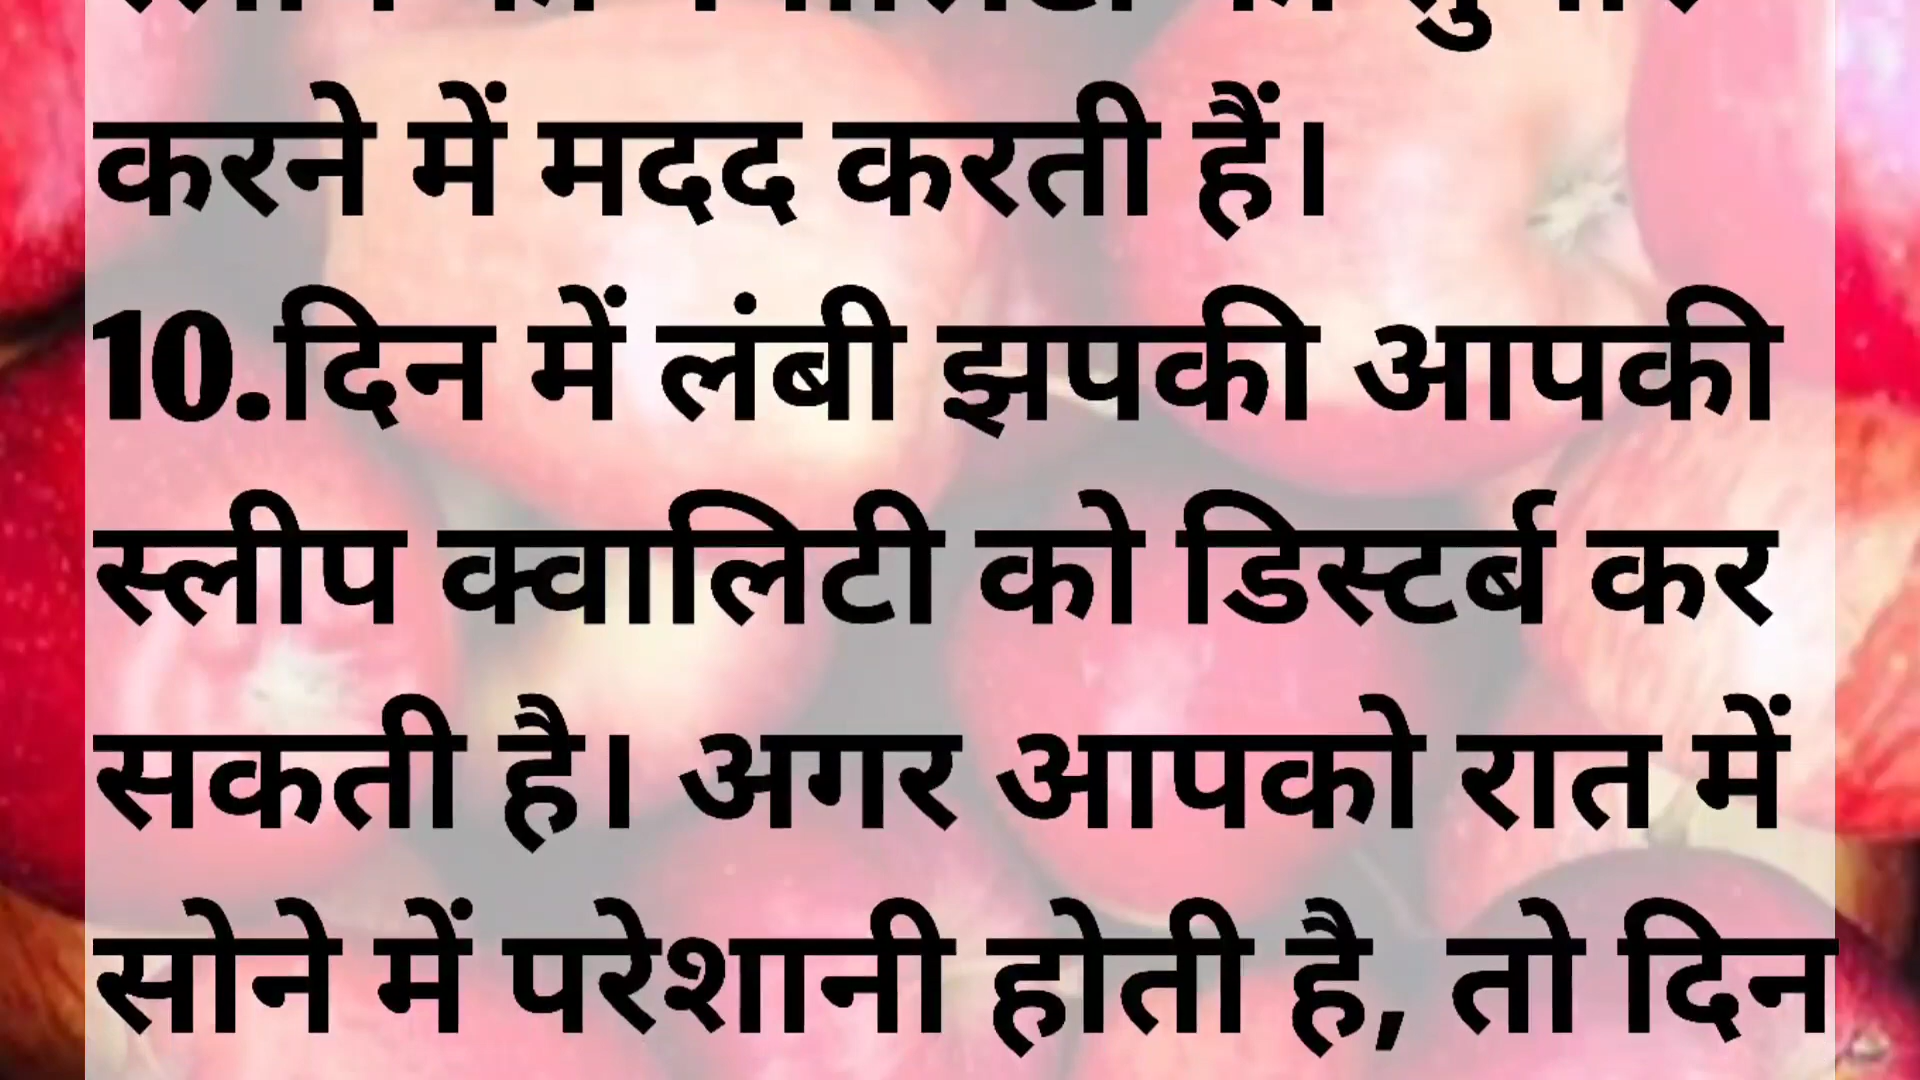 करने में मदद करती हैं।
10.दिन में लंबी झपकी आपकी
स्लीप क्वालिटी को डिस्टर्ब कर
सकती है। अगर आपको रात में
सोने में परेशानी होती है, तो दिन